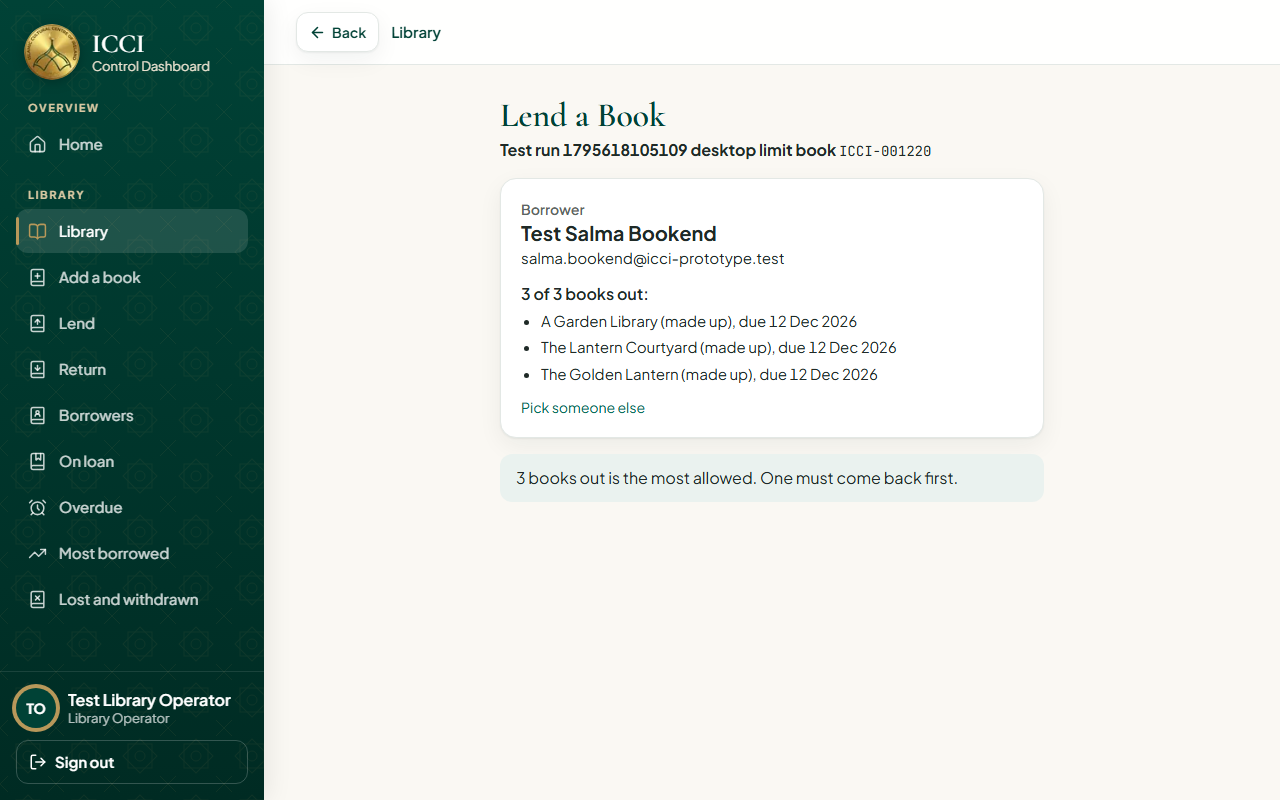 ICCI
Control Dashboard
OVERVIEW
Home
LIBRARY
Library
Add a book
Lend
Return
Borrowers
On loan
Overdue
Most borrowed
Lost and withdrawn
TO
Test Library Operator
Library Operator
Sign out
Back
Library
Lend a Book
Test run 1795618105109 desktop limit book ICCI-001220
Borrower
Test Salma Bookend
salma.bookend@icci-prototype.test
3 of 3 books out:
A Garden Library (made up), due 12 Dec 2026
The Lantern Courtyard (made up), due 12 Dec 2026
The Golden Lantern (made up), due 12 Dec 2026
Pick someone else
3 books out is the most allowed. One must come back first.